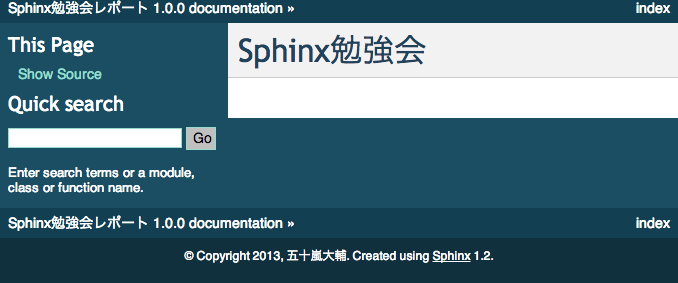 Sphinx勉強会レポート 1.0.0 documentation »
index
This Page
Show Source
Quick search
Go
Enter search terms or a module,
class or function name.
Sphinx勉強会
Sphinx勉強会レポート 1.0.0 documentation »
index
© Copyright 2013, 五十嵐大輔. Created using Sphinx 1.2.